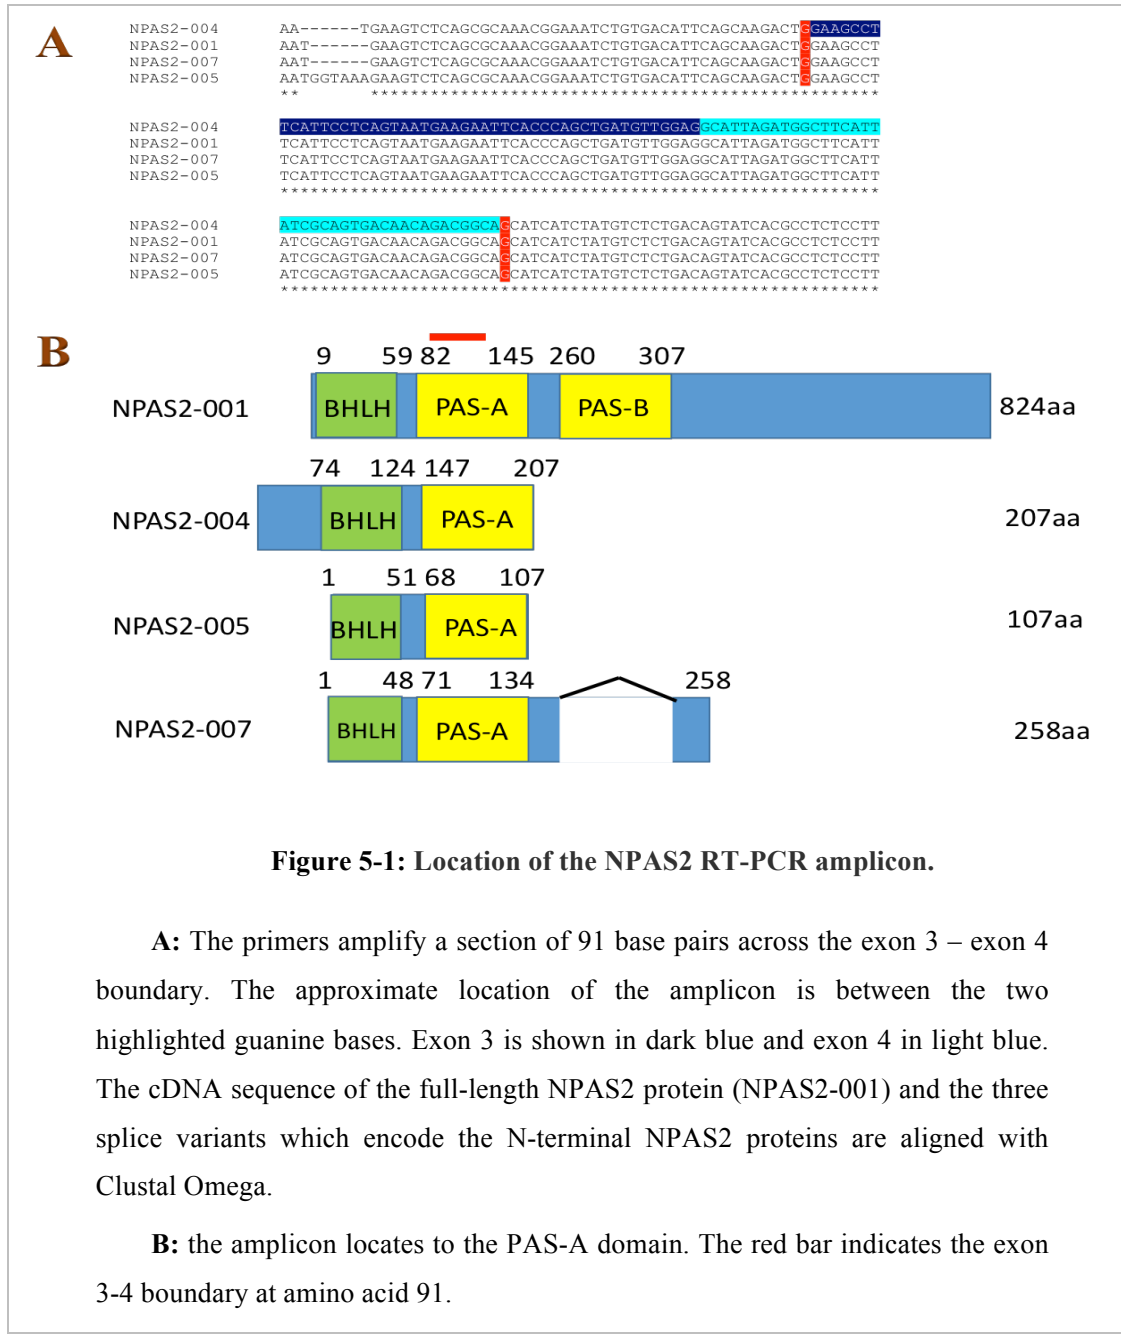 A
NPAS2-004 AA------TGAAGTCTCAGCGCAAACGGAAATCTGTGACATTCAGCAAGACTGGAAGCCT
NPAS2-001 AAT------GAAGTCTCAGCGCAAACGGAAATCTGTGACATTCAGCAAGACTGGAAGCCT
NPAS2-007 AAT------GAAGTCTCAGCGCAAACGGAAATCTGTGACATTCAGCAAGACTGGAAGCCT
NPAS2-005 AATGGTAAAGAAGTCTCAGCGCAAACGGAAATCTGTGACATTCAGCAAGACTGGAAGCCT
** ***************************************************
NPAS2-004 TCATTCCTCAGTAATGAAGAATTCACCCAGCTGATGTTGGAGGCATTAGATGGCTTCATT
NPAS2-001 TCATTCCTCAGTAATGAAGAATTCACCCAGCTGATGTTGGAGGCATTAGATGGCTTCATT
NPAS2-007 TCATTCCTCAGTAATGAAGAATTCACCCAGCTGATGTTGGAGGCATTAGATGGCTTCATT
NPAS2-005 TCATTCCTCAGTAATGAAGAATTCACCCAGCTGATGTTGGAGGCATTAGATGGCTTCATT
************************************************************
NPAS2-004 ATCGCAGTGACAACAGACGGCAGCATCATCTATGTCTCTGACAGTATCACGCCTCTCCTT
NPAS2-001 ATCGCAGTGACAACAGACGGCAGCATCATCTATGTCTCTGACAGTATCACGCCTCTCCTT
NPAS2-007 ATCGCAGTGACAACAGACGGCAGCATCATCTATGTCTCTGACAGTATCACGCCTCTCCTT
NPAS2-005 ATCGCAGTGACAACAGACGGCAGCATCATCTATGTCTCTGACAGTATCACGCCTCTCCTT
************************************************************
B
9 59 82 145 260 307
NPAS2-001 BHLH PAS-A PAS-B 824aa
74 124 147 207
NPAS2-004 BHLH PAS-A 207aa
1 51 68 107
NPAS2-005 BHLH PAS-A 107aa
1 48 71 134 258
NPAS2-007 BHLH PAS-A 258aa
Figure 5-1: Location of the NPAS2 RT-PCR amplicon.
A: The primers amplify a section of 91 base pairs across the exon 3 – exon 4
boundary. The approximate location of the amplicon is between the two
highlighted guanine bases. Exon 3 is shown in dark blue and exon 4 in light blue.
The cDNA sequence of the full-length NPAS2 protein (NPAS2-001) and the three
splice variants which encode the N-terminal NPAS2 proteins are aligned with
Clustal Omega.
B: the amplicon locates to the PAS-A domain. The red bar indicates the exon
3-4 boundary at amino acid 91.